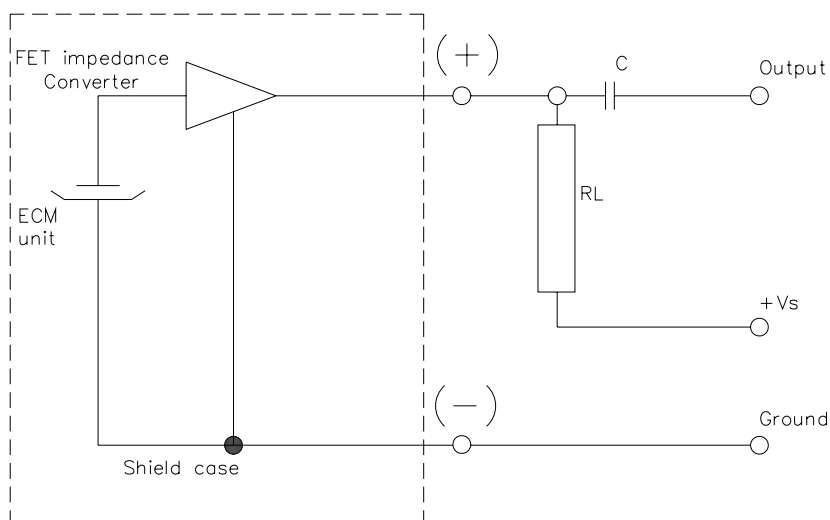 FET impedance
Converter
(+)
C
Output
ECM
unit
RL
+Vs
(−)
Ground
Shield case